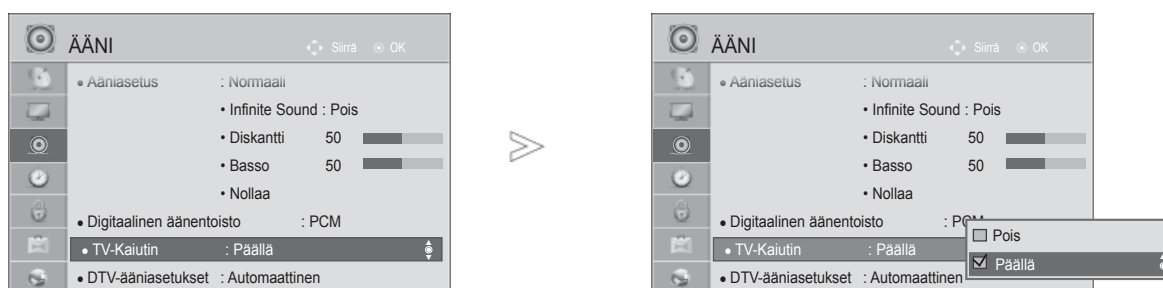 ÄÄNI
Siirrä OK
• Ääniasetus : Normaali
• Infinite Sound : Pois
• Diskantti 50
• Basso 50
• Nollaa
• Digitaalinen äänentoisto : PCM
• TV-Kaiutin : Päällä
• DTV-ääniasetukset : Automaattinen
>
ÄÄNI
Siirrä OK
• Ääniasetus : Normaali
• Infinite Sound : Pois
• Diskantti 50
• Basso 50
• Nollaa
• Digitaalinen äänentoisto : PCM
• TV-Kaiutin : Päällä
• DTV-ääniasetukset : Automaattinen
Pois
Päällä